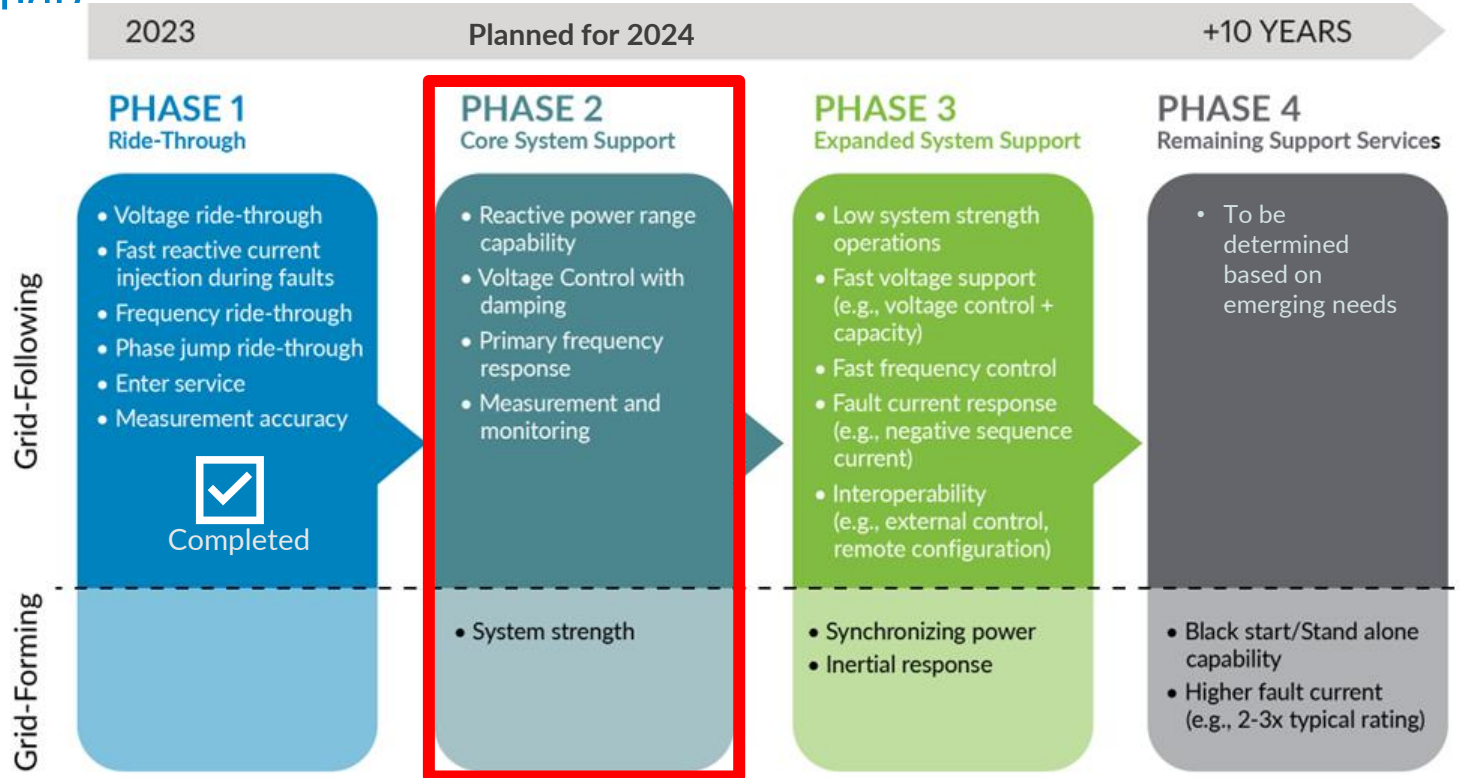 2023
Planned for 2024
+10 YEARS
PHASE 1
Ride-Through
PHASE 2
Core System Support
PHASE 3
Expanded System Support
PHASE 4
Remaining Support Services
Grid-Following
• Voltage ride-through
• Fast reactive current
injection during faults
• Frequency ride-through
• Phase jump ride-through
• Enter service
• Measurement accuracy
Completed
• Reactive power range
capability
• Voltage Control with
damping
• Primary frequency
response
• Measurement and
monitoring
• Low system strength
operations
• Fast voltage support
(e.g., voltage control +
capacity)
• Fast frequency control
• Fault current response
(e.g., negative sequence
current)
• Interoperability
(e.g., external control,
remote configuration)
• To be
determined
based on
emerging needs
Grid-Forming
• System strength
• Synchronizing power
• Inertial response
• Black start/Stand alone
capability
• Higher fault current
(e.g., 2-3x typical rating)